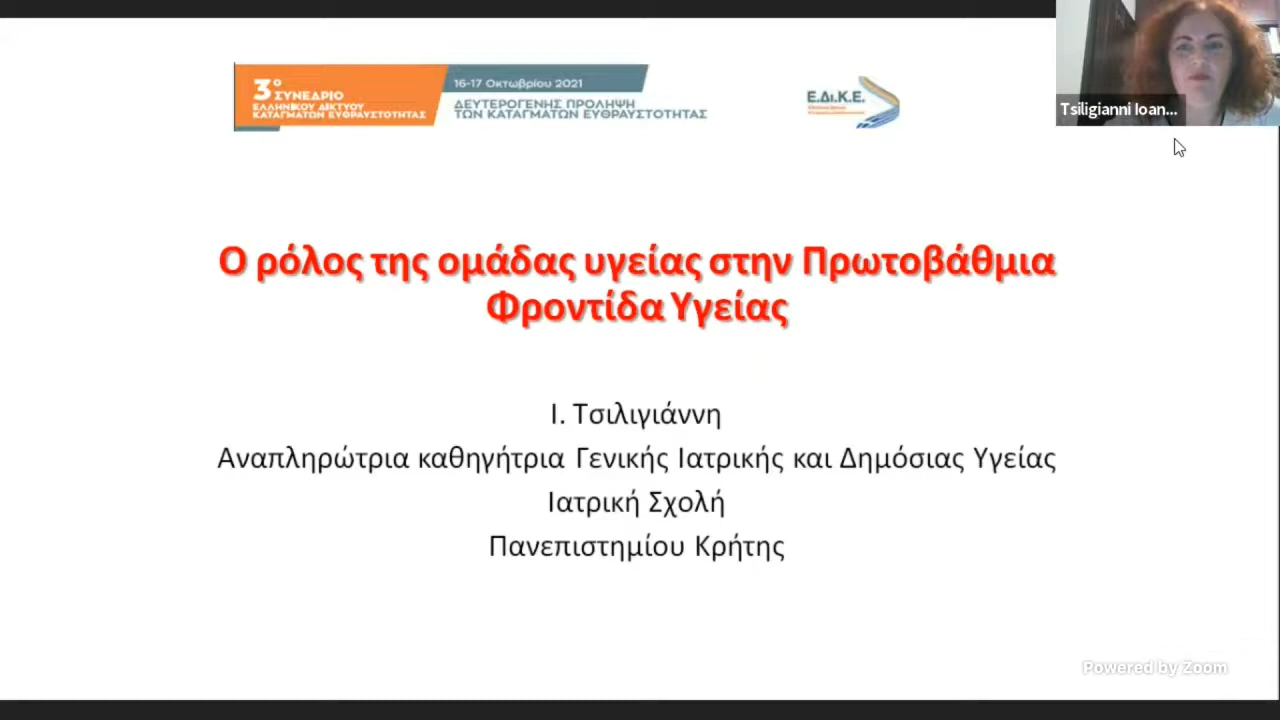 3ο ΣΥΝΕΔΡΙΟ
ΕΛΛΗΝΙΚΟΥ ΔΙΚΤΥΟΥ
ΚΑΤΑΓΜΑΤΩΝ ΕΥΘΡΑΥΣΤΟΤΗΤΑΣ
16-17 Οκτωβρίου 2021
ΔΕΥΤΕΡΟΓΕΝΗΣ ΠΡΟΛΗΨΗ
ΤΩΝ ΚΑΤΑΓΜΑΤΩΝ ΕΥΘΡΑΥΣΤΟΤΗΤΑΣ
Ε.Δι.Κ.Ε.
Tsiligianni Ioan...
Ο ρόλος της ομάδας υγείας στην Πρωτοβάθμια
Φροντίδα Υγείας
Ι. Τσιλιγιάννη
Αναπληρώτρια καθηγήτρια Γενικής Ιατρικής και Δημόσιας Υγείας
Ιατρική Σχολή
Πανεπιστημίου Κρήτης
Powered by Zoom